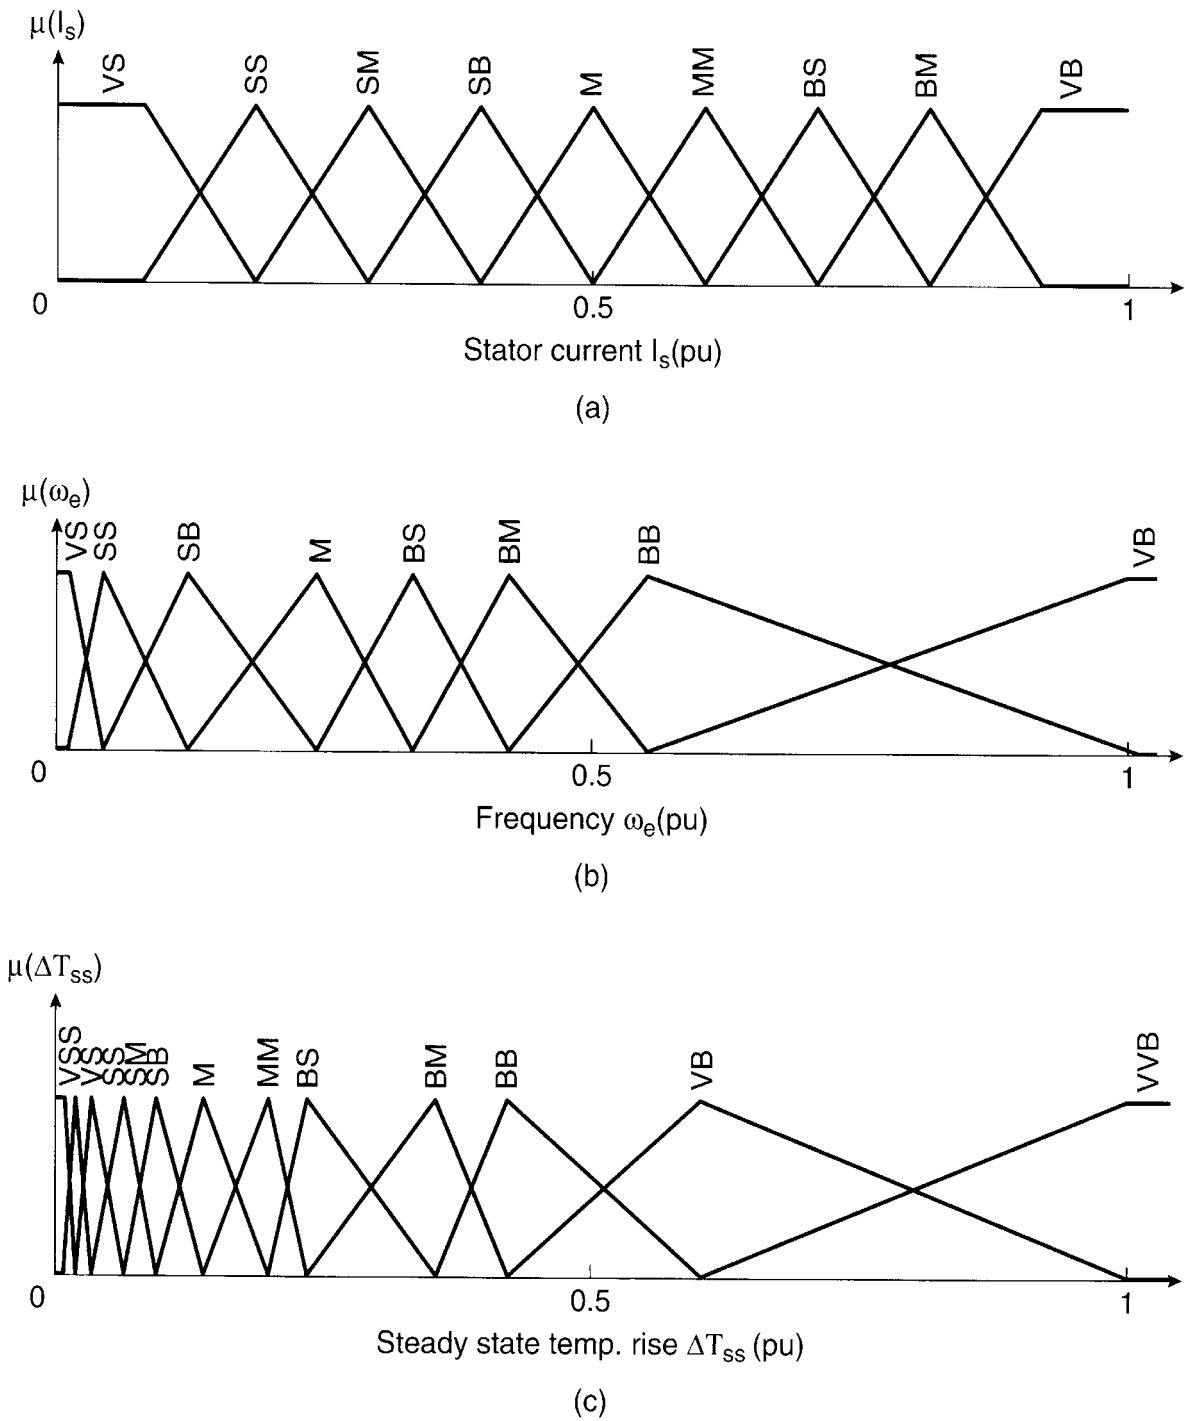 μ(Iₛ)
VS SS SM SB M MM BS BM VB
0 0.5 1
Stator current Iₛ(pu)
(a)
μ(ωₑ)
VS SS SB M BS BM BB VB
0 0.5 1
Frequency ωₑ(pu)
(b)
μ(ΔTₛₛ)
VSS VS SS SM SB M MM BS BM BB VB VVB
0 0.5 1
Steady state temp. rise ΔTₛₛ (pu)
(c)